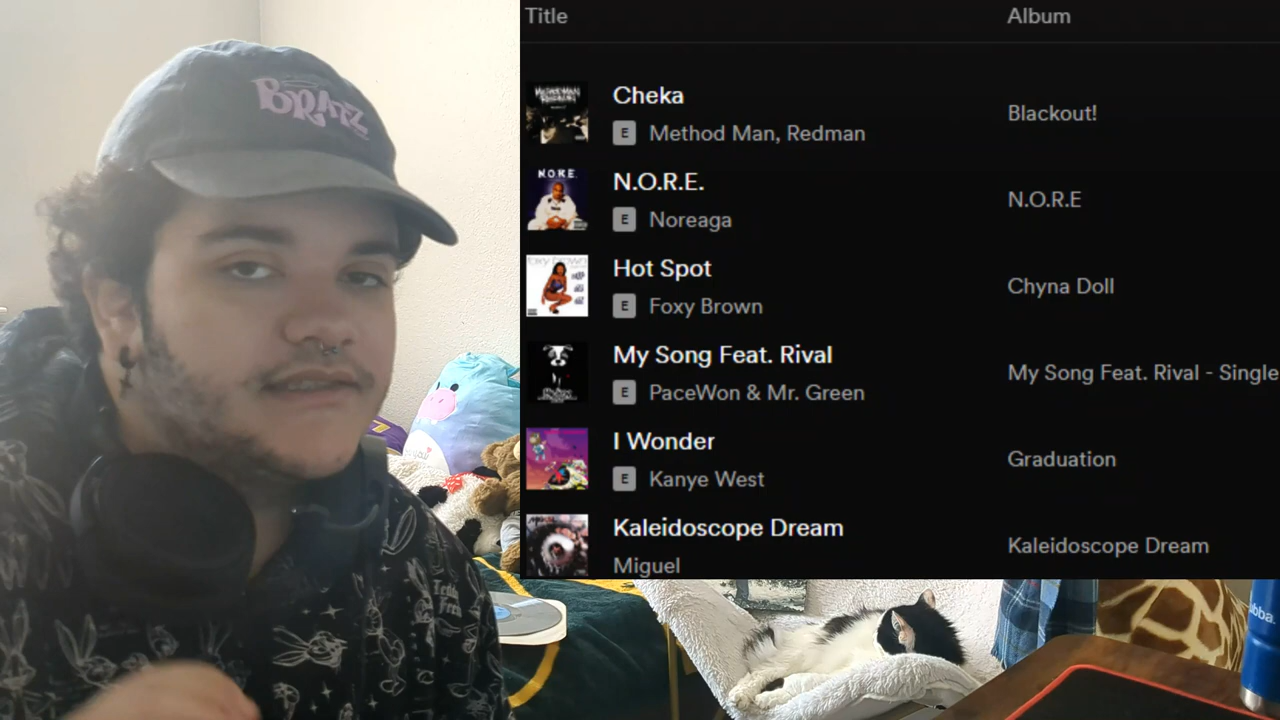 BRATZ
Title
Album
Cheka
E Method Man, Redman
Blackout!
N.O.R.E.
N.O.R.E.
E Noreaga
N.O.R.E
Hot Spot
E Foxy Brown
Chyna Doll
My Song Feat. Rival
E PaceWon & Mr. Green
My Song Feat. Rival - Single
I Wonder
E Kanye West
Graduation
Kaleidoscope Dream
Miguel
Kaleidoscope Dream